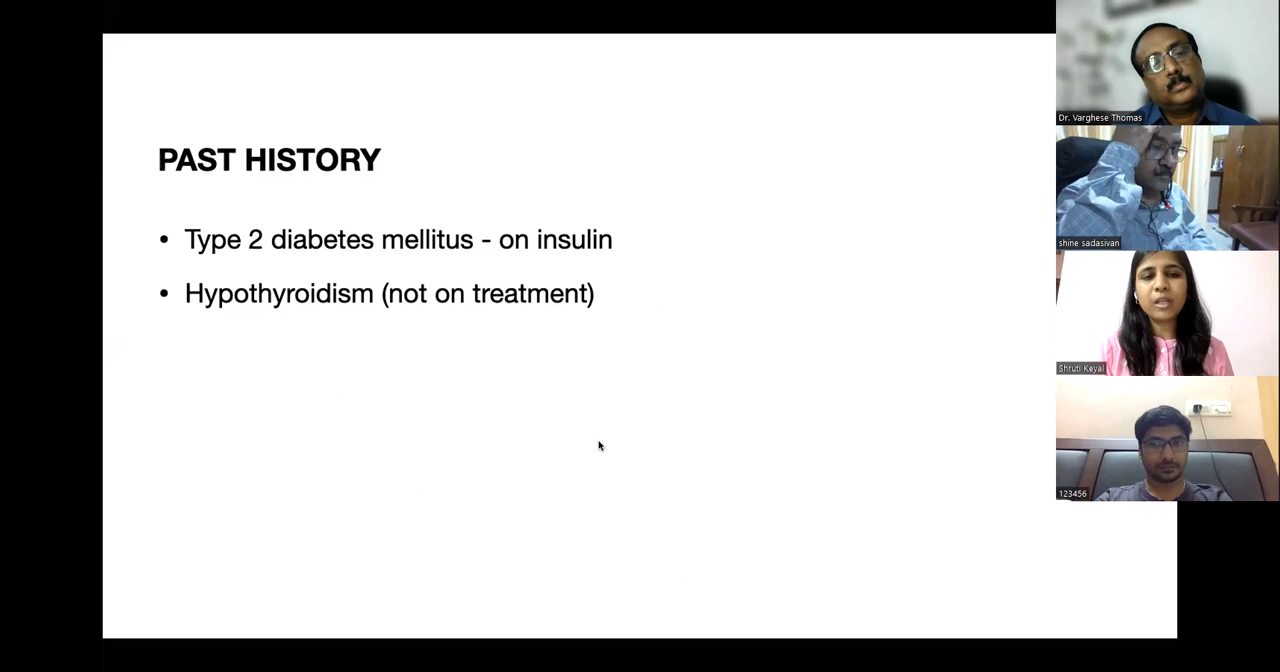 PAST HISTORY
• Type 2 diabetes mellitus - on insulin
• Hypothyroidism (not on treatment)
Dr. Varghese Thomas
shine sadasivan
Shruti Keyal
123456